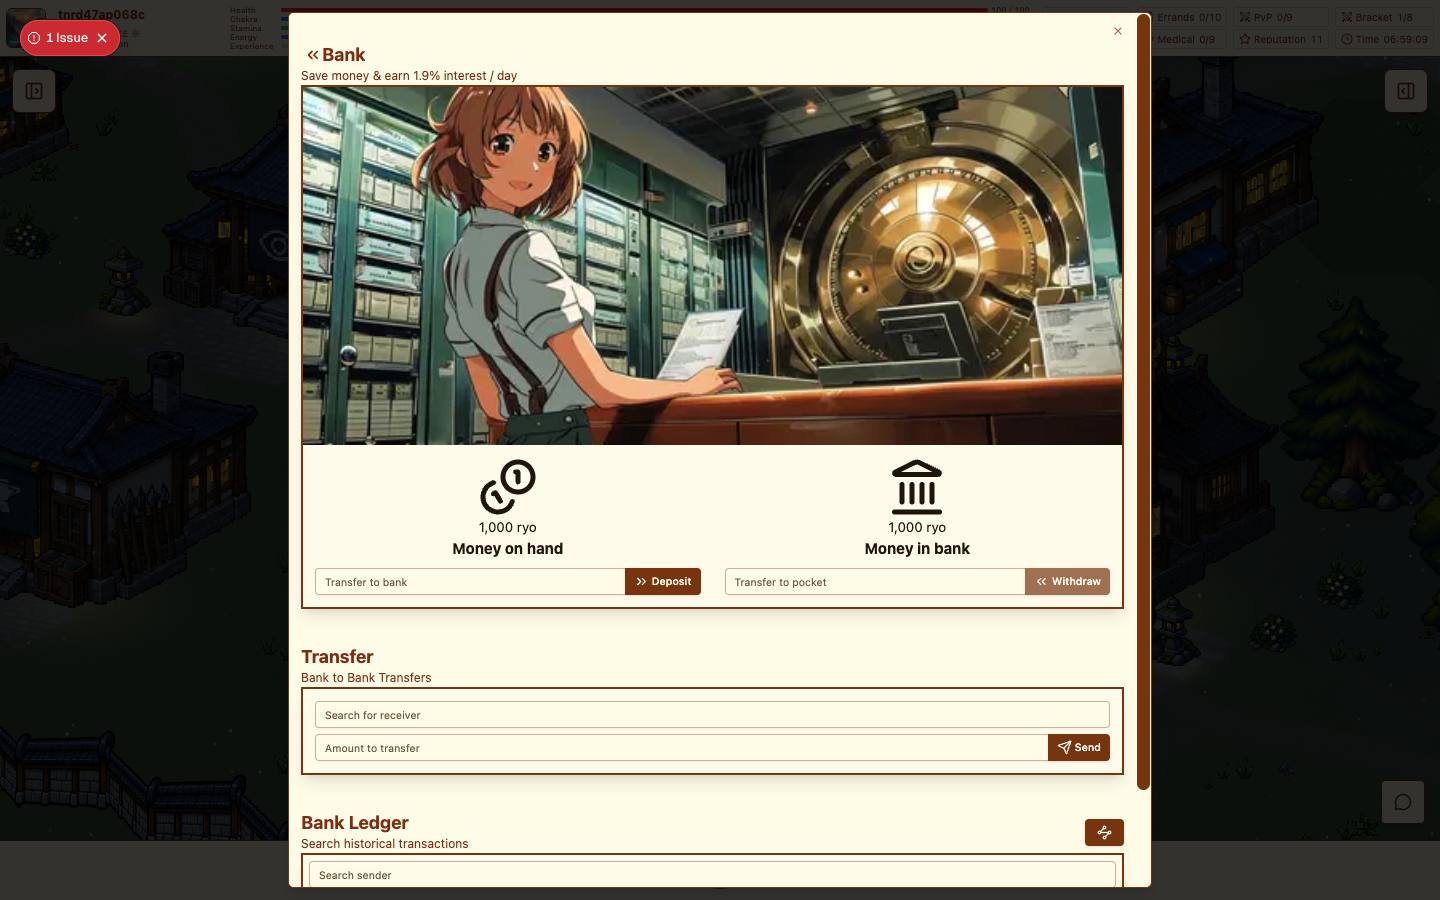 tnrd47ap068c
1 Issue
Health
Chakra
Stamina
Energy
Experience
100 / 100
Errands 0/10
PvP 0/9
Bracket 1/8
Medical 0/9
Reputation 11
Time 06:59:09
Bank
Save money & earn 1.9% interest / day
1,000 ryo
Money on hand
1,000 ryo
Money in bank
Transfer to bank
Deposit
Transfer to pocket
Withdraw
Transfer
Bank to Bank Transfers
Search for receiver
Amount to transfer
Send
Bank Ledger
Search historical transactions
Search sender